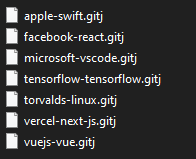 apple-swift.gitj
facebook-react.gitj
microsoft-vscode.gitj
tensorflow-tensorflow.gitj
torvalds-linux.gitj
vercel-next-js.gitj
vuejs-vue.gitj